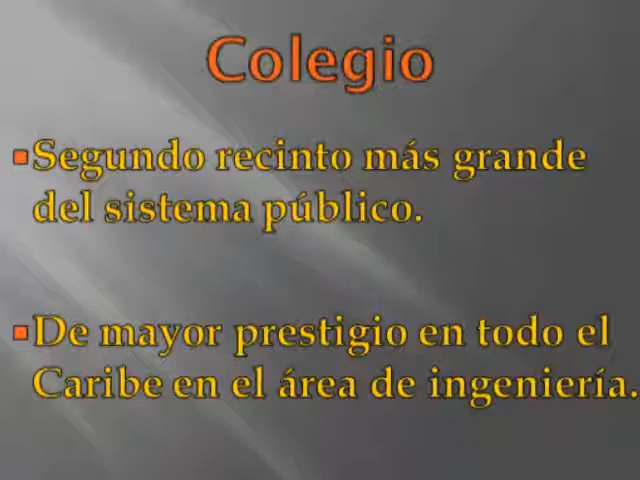 Colegio
▪Segundo recinto más grande
del sistema público.
▪De mayor prestigio en todo el
Caribe en el área de ingeniería.